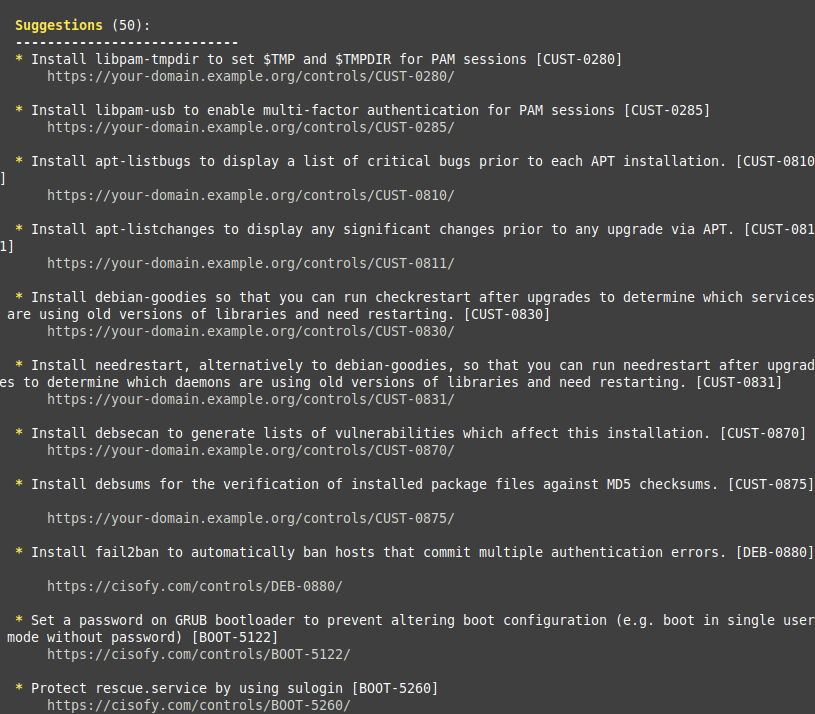 Suggestions (50):
----------------------------
* Install libpam-tmpdir to set $TMP and $TMPDIR for PAM sessions [CUST-0280]
https://your-domain.example.org/controls/CUST-0280/
* Install libpam-usb to enable multi-factor authentication for PAM sessions [CUST-0285]
https://your-domain.example.org/controls/CUST-0285/
* Install apt-listbugs to display a list of critical bugs prior to each APT installation. [CUST-0810
]
https://your-domain.example.org/controls/CUST-0810/
* Install apt-listchanges to display any significant changes prior to any upgrade via APT. [CUST-081
1]
https://your-domain.example.org/controls/CUST-0811/
* Install debian-goodies so that you can run checkrestart after upgrades to determine which services
are using old versions of libraries and need restarting. [CUST-0830]
https://your-domain.example.org/controls/CUST-0830/
* Install needrestart, alternatively to debian-goodies, so that you can run needrestart after upgrad
es to determine which daemons are using old versions of libraries and need restarting. [CUST-0831]
https://your-domain.example.org/controls/CUST-0831/
* Install debsecan to generate lists of vulnerabilities which affect this installation. [CUST-0870]
https://your-domain.example.org/controls/CUST-0870/
* Install debsums for the verification of installed package files against MD5 checksums. [CUST-0875]
https://your-domain.example.org/controls/CUST-0875/
* Install fail2ban to automatically ban hosts that commit multiple authentication errors. [DEB-0880]
https://cisofy.com/controls/DEB-0880/
* Set a password on GRUB bootloader to prevent altering boot configuration (e.g. boot in single user
mode without password) [BOOT-5122]
https://cisofy.com/controls/BOOT-5122/
* Protect rescue.service by using sulogin [BOOT-5260]
https://cisofy.com/controls/BOOT-5260/